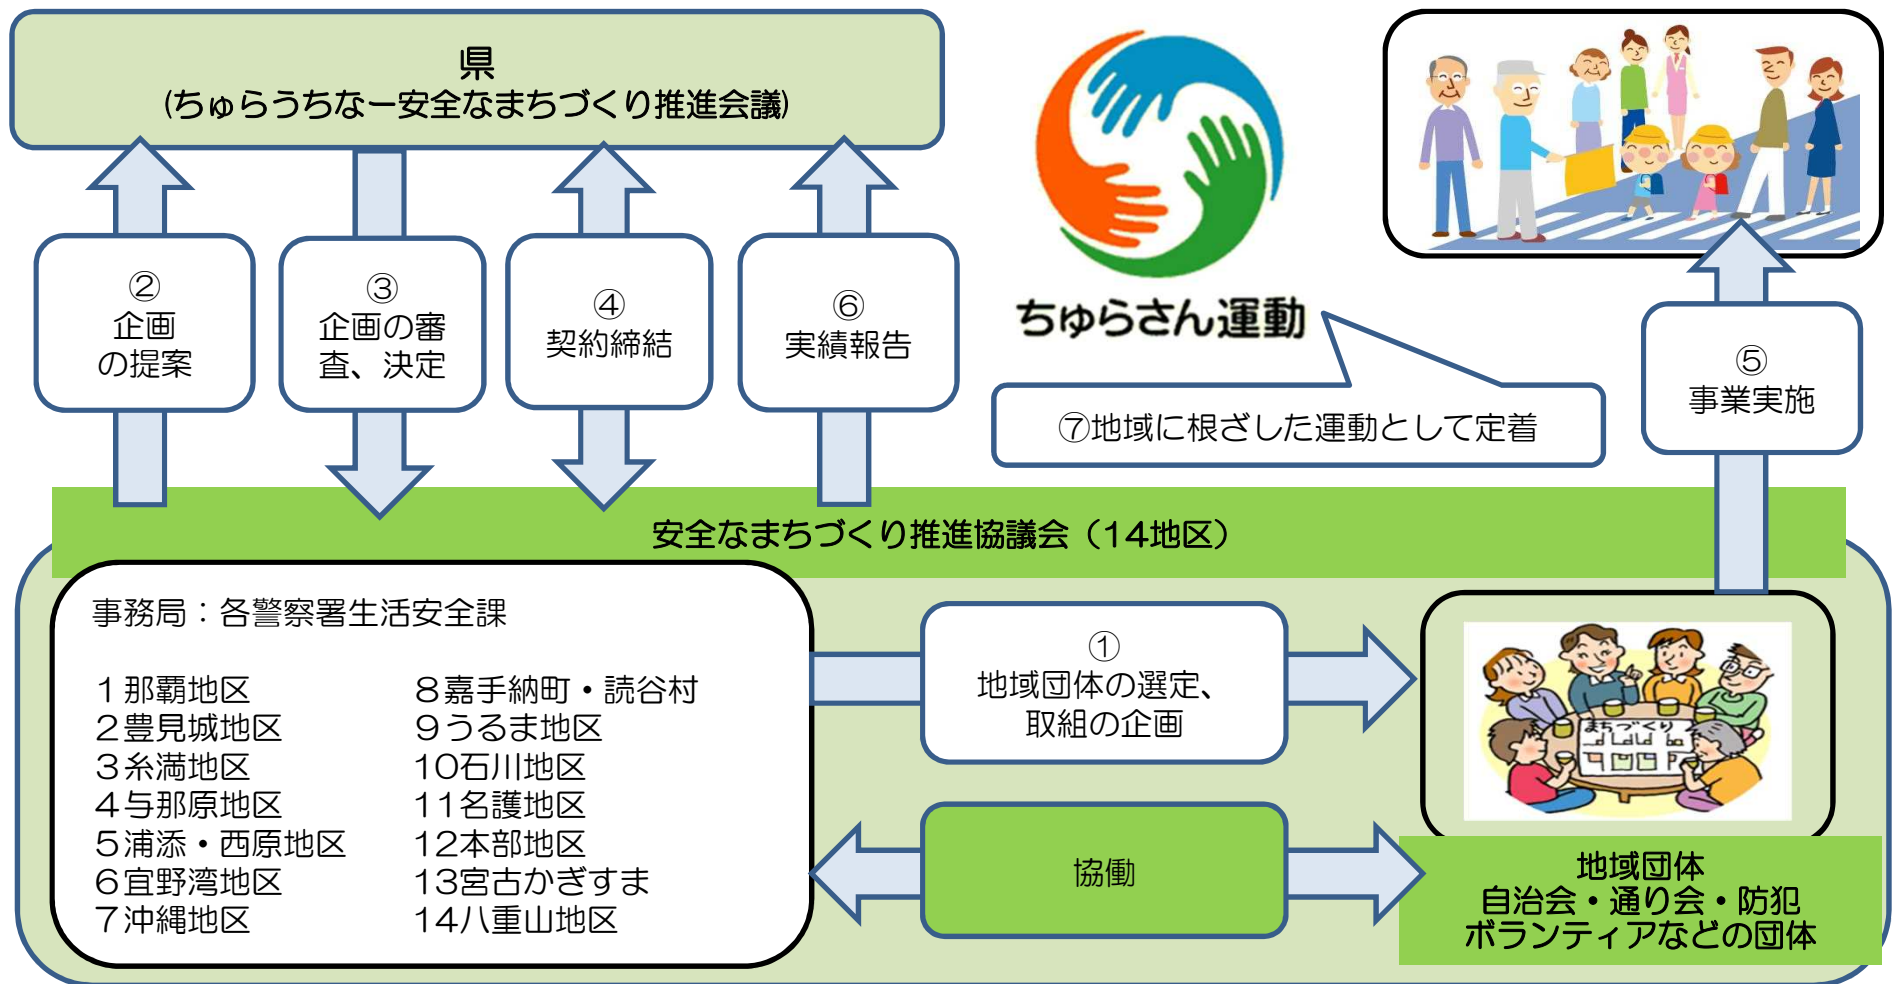 県
(ちゅらうちなー安全なまちづくり推進会議)
②
企画
の提案
③
企画の審
査、決定
④
契約締結
⑥
実績報告
ちゅらさん運動
⑦地域に根ざした運動として定着
⑤
事業実施
安全なまちづくり推進協議会（14地区）
事務局：各警察署生活安全課
１那覇地区
２豊見城地区
３糸満地区
４与那原地区
５浦添・西原地区
６宜野湾地区
７沖縄地区
８嘉手納町・読谷村
９うるま地区
10石川地区
11名護地区
12本部地区
13宮古かぎすま
14八重山地区
①
地域団体の選定、
取組の企画
協働
まちづくり
地域団体
自治会・通り会・防犯
ボランティアなどの団体